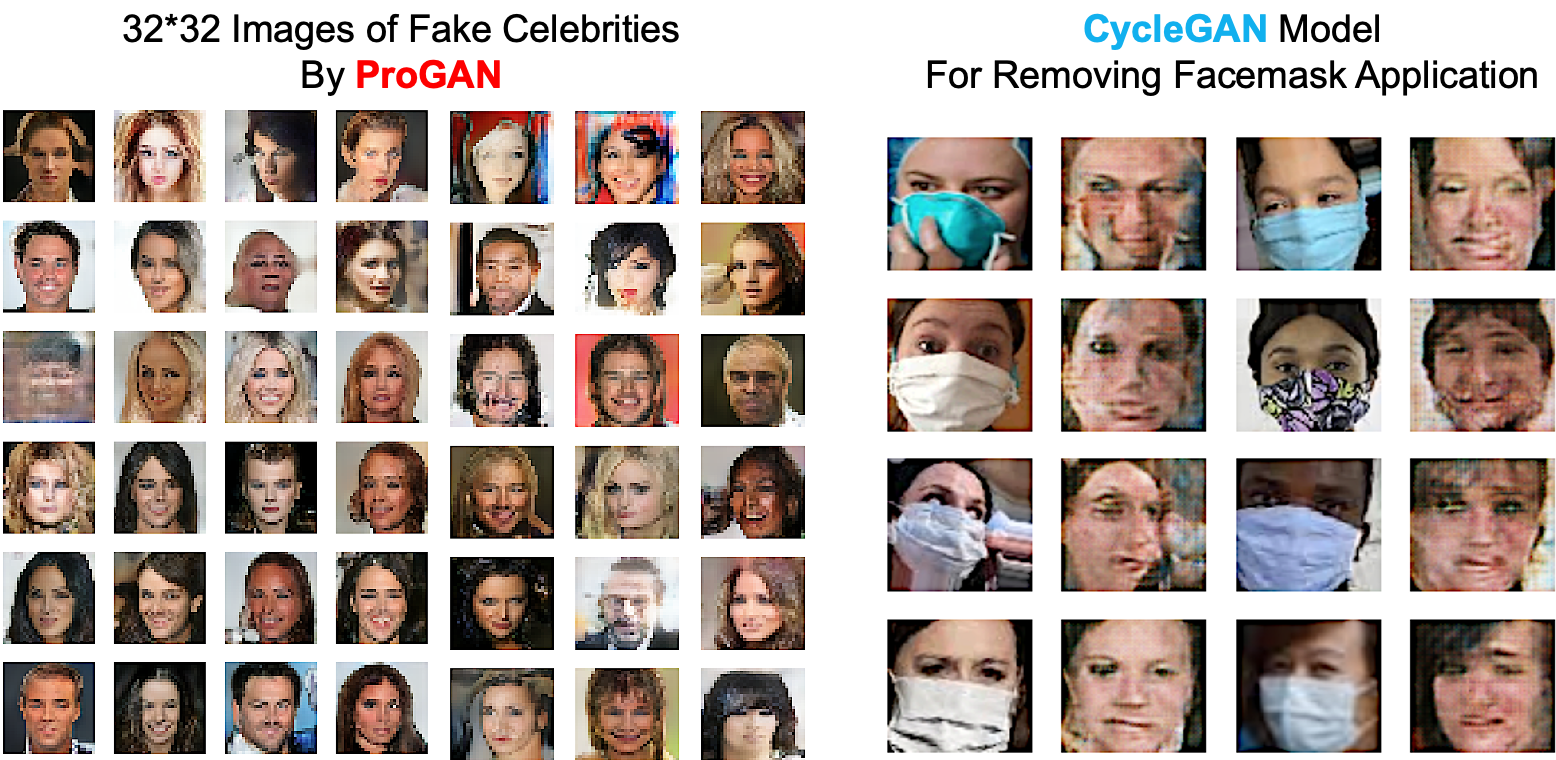 32*32 Images of Fake Celebrities
By ProGAN
CycleGAN Model
For Removing Facemask Application